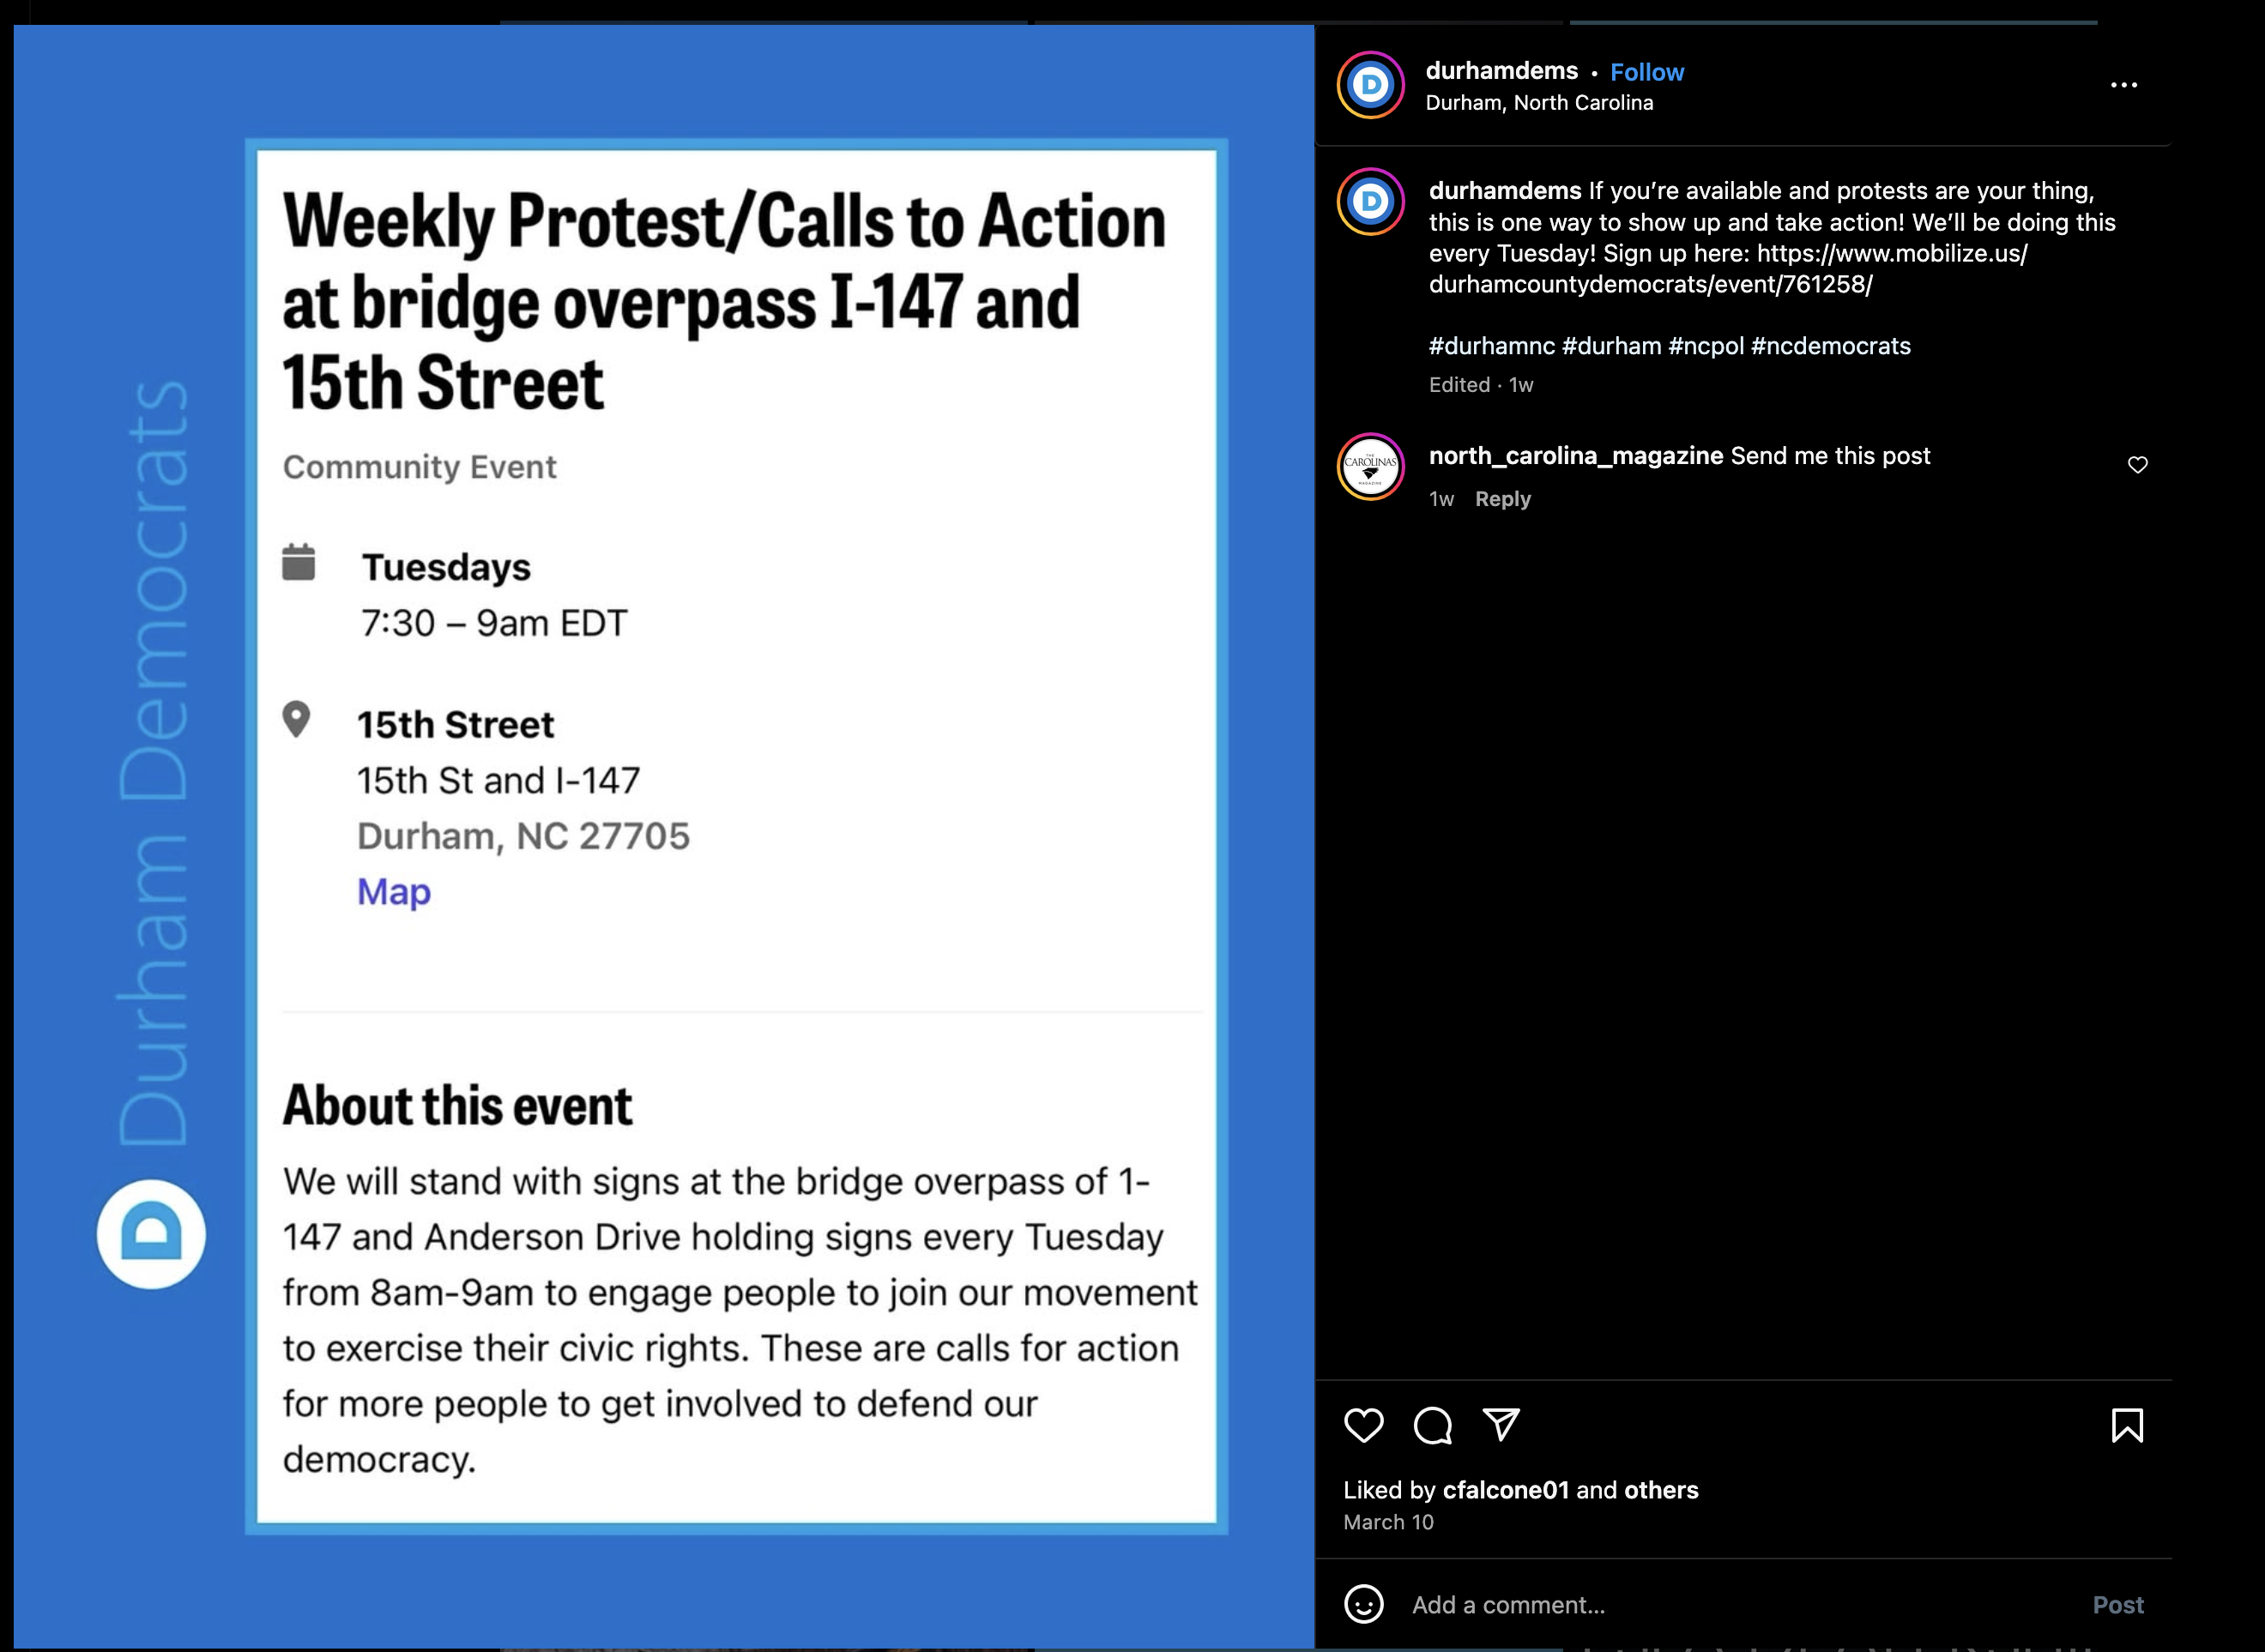 Durham Democrats
D
Weekly Protest/Calls to Action
at bridge overpass I-147 and
15th Street
Community Event
Tuesdays
7:30 – 9am EDT
15th Street
15th St and I-147
Durham, NC 27705
Map
About this event
We will stand with signs at the bridge overpass of 1-
147 and Anderson Drive holding signs every Tuesday
from 8am-9am to engage people to join our movement
to exercise their civic rights. These are calls for action
for more people to get involved to defend our
democracy.
D
durhamdems • Follow
Durham, North Carolina
D
durhamdems If you’re available and protests are your thing,
this is one way to show up and take action! We’ll be doing this
every Tuesday! Sign up here: https://www.mobilize.us/
durhamcountydemocrats/event/761258/
#durhamnc #durham #ncpol #ncdemocrats
Edited · 1w
THE
CAROLINAS
MAGAZINE
north_carolina_magazine Send me this post
1w Reply
Liked by cfalcone01 and others
March 10
Add a comment...
Post